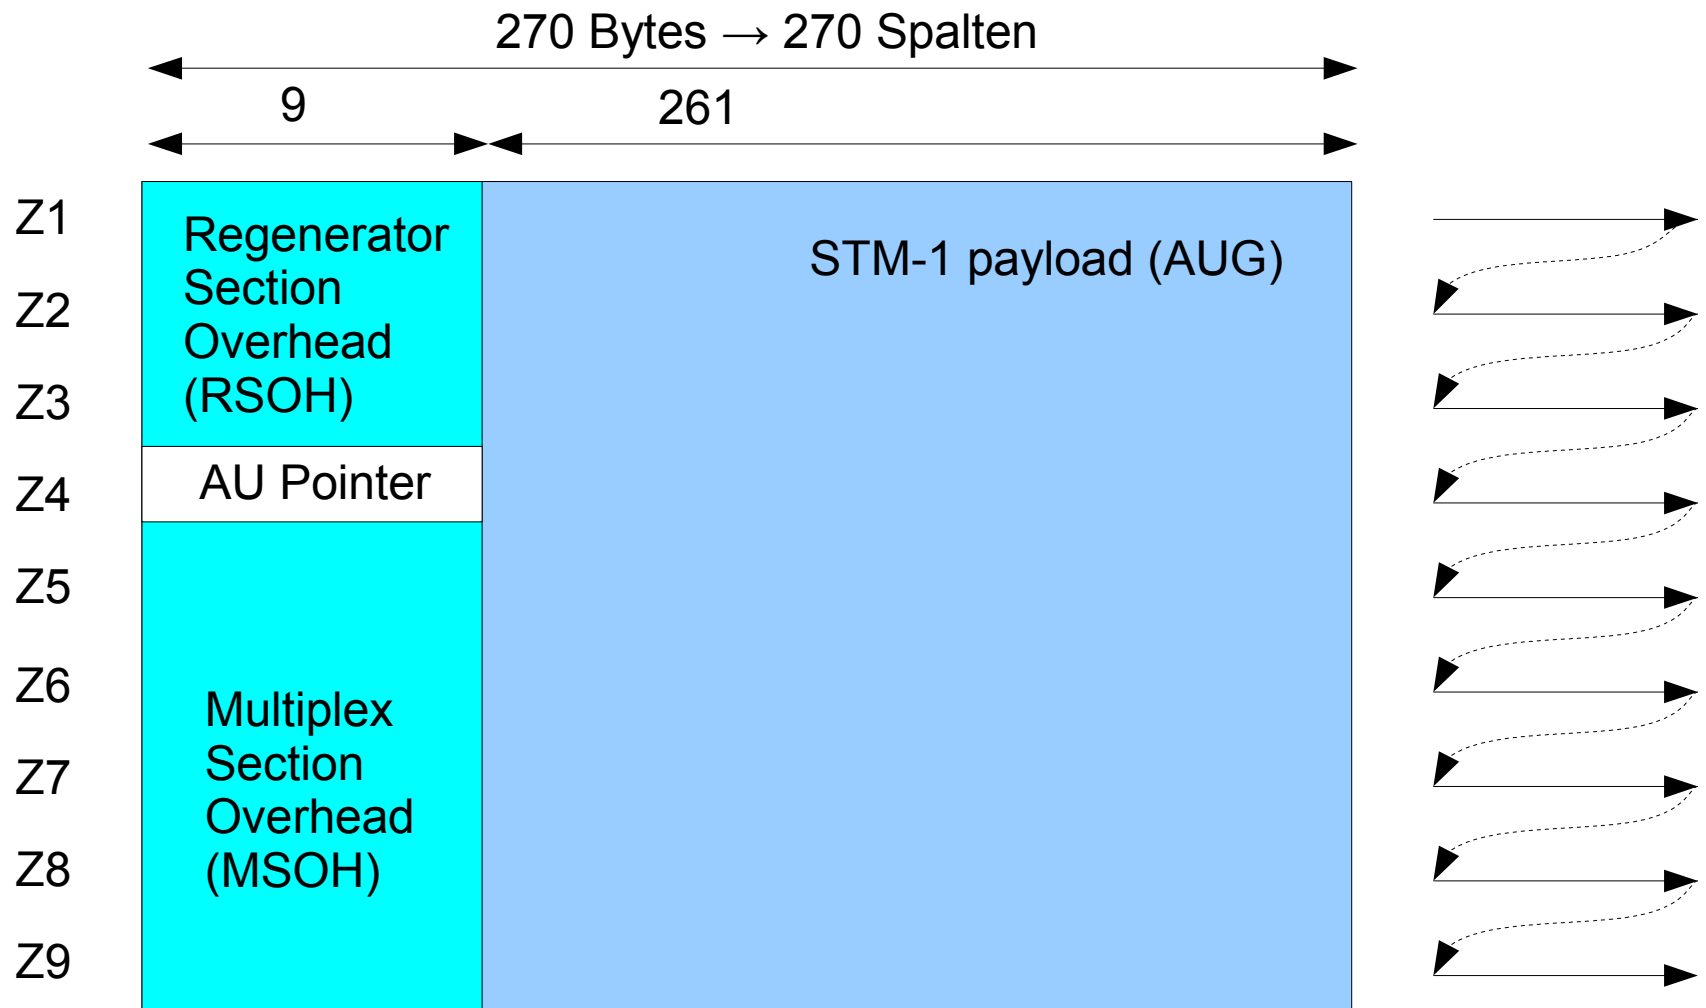 270 Bytes → 270 Spalten
9
261
Z1
Regenerator
Section
Overhead
(RSOH)
STM-1 payload (AUG)
Z2
Z3
Z4
AU Pointer
Z5
Z6
Multiplex
Section
Overhead
(MSOH)
Z7
Z8
Z9